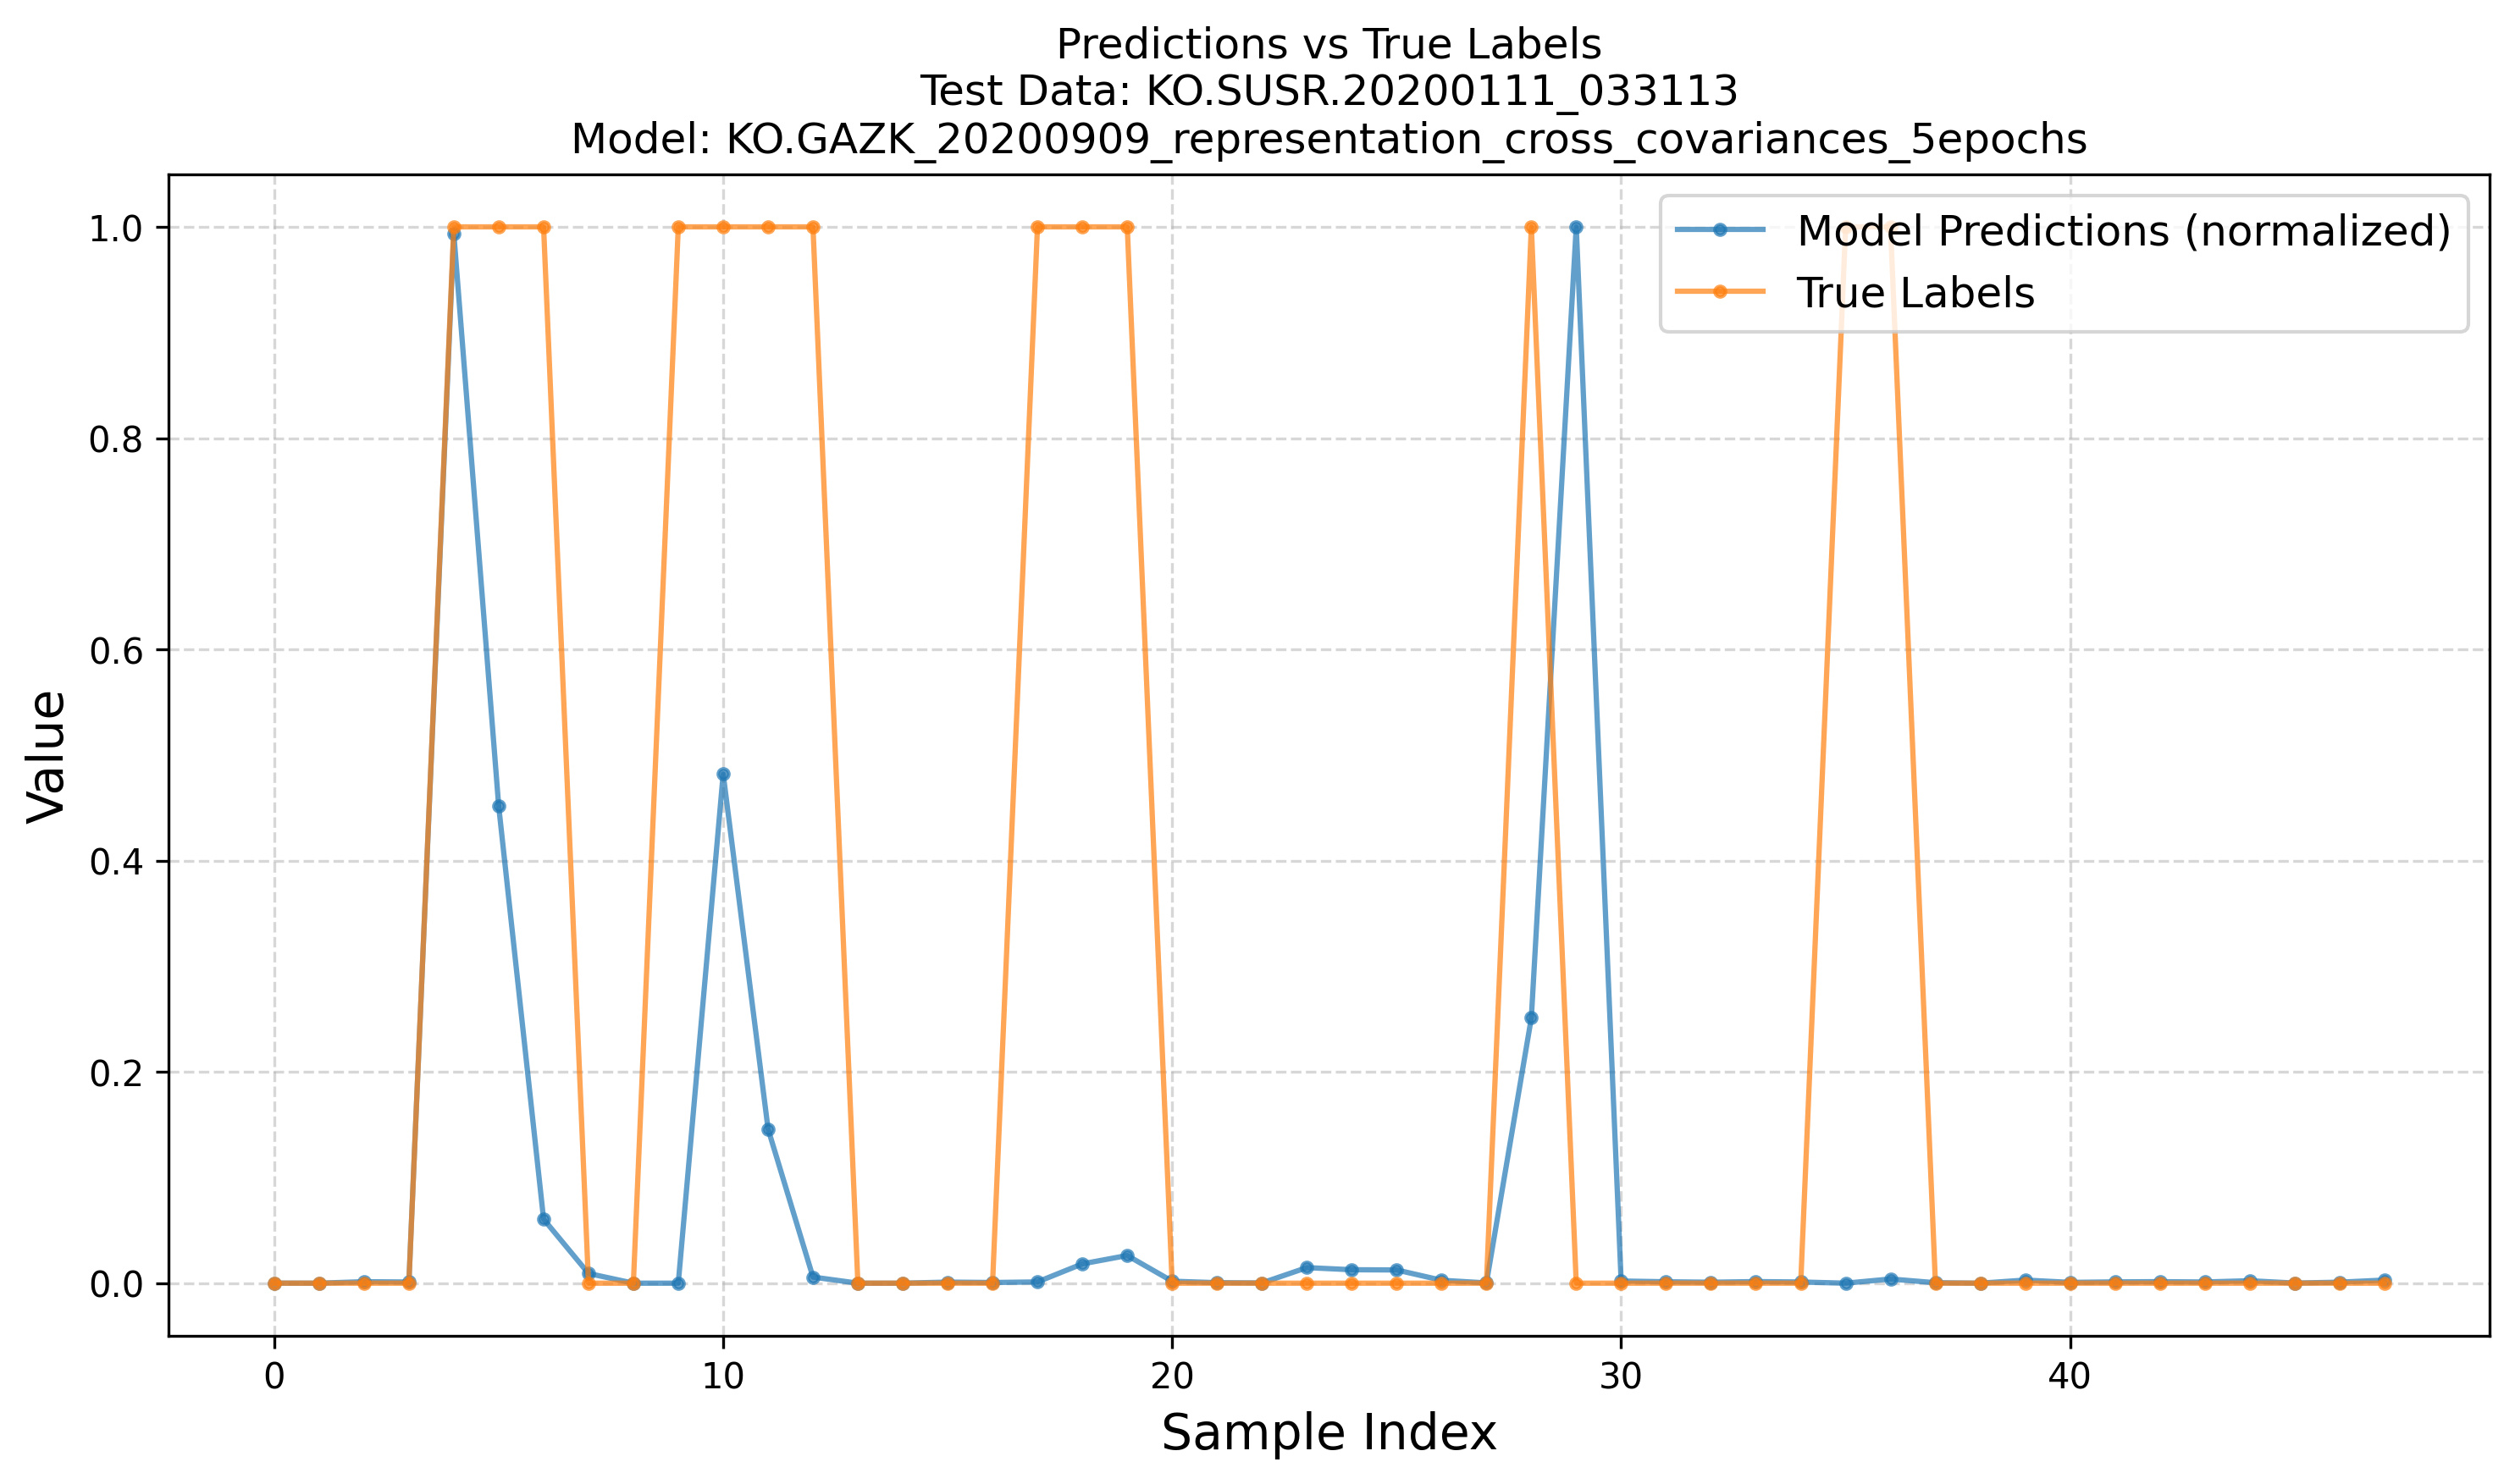 Predictions vs True Labels
Test Data: KO.SUSR.20200111_033113
Model: KO.GAZK_20200909_representation_cross_covariances_5epochs
Model Predictions (normalized)
True Labels
1.0
0.8
0.6
0.4
0.2
0.0
Value
0 10 20 30 40
Sample Index